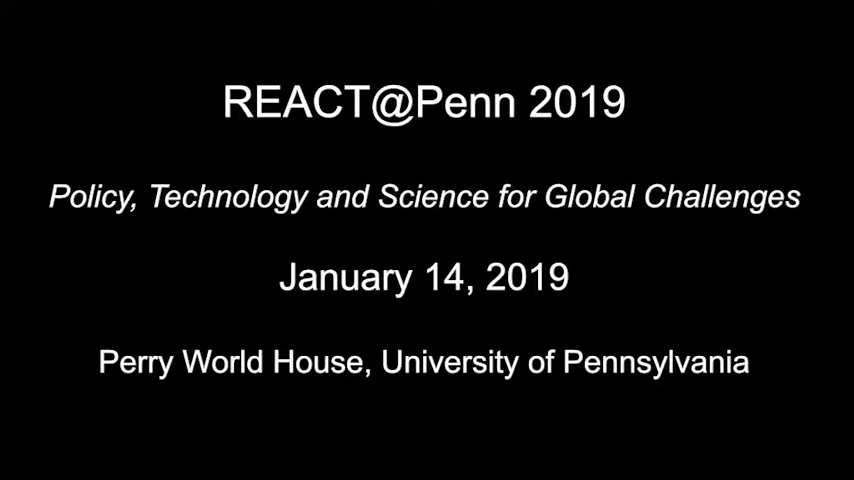 REACT@Penn 2019
Policy, Technology and Science for Global Challenges
January 14, 2019
Perry World House, University of Pennsylvania